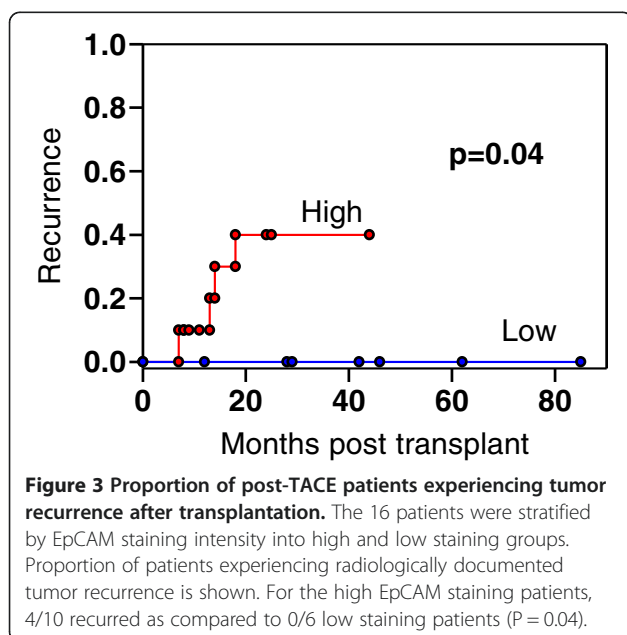 1.0
0.8
0.6
0.4
0.2
0.0
Recurrence
p=0.04
High
Low
0 20 40 60 80
Months post transplant
Figure 3 Proportion of post-TACE patients experiencing tumor
recurrence after transplantation. The 16 patients were stratified
by EpCAM staining intensity into high and low staining groups.
Proportion of patients experiencing radiologically documented
tumor recurrence is shown. For the high EpCAM staining patients,
4/10 recurred as compared to 0/6 low staining patients (P = 0.04).